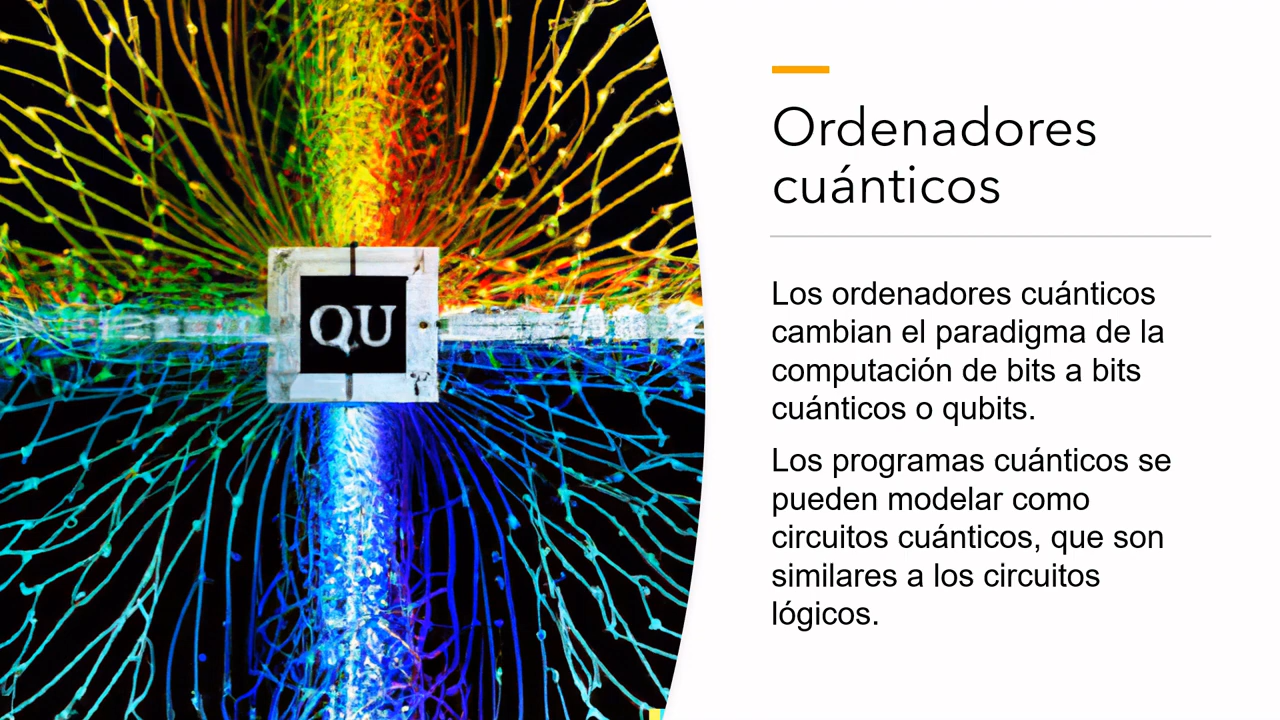 QU
Ordenadores
cuánticos
Los ordenadores cuánticos
cambian el paradigma de la
computación de bits a bits
cuánticos o qubits.
Los programas cuánticos se
pueden modelar como
circuitos cuánticos, que son
similares a los circuitos
lógicos.